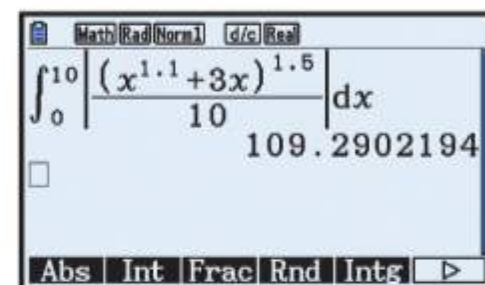 Math Rad Norm1 d/c Real
∫₀¹⁰ |(x^1.1+3x)^1.5 / 10| dx
109.2902194
Abs Int Frac Rnd Intg ▷